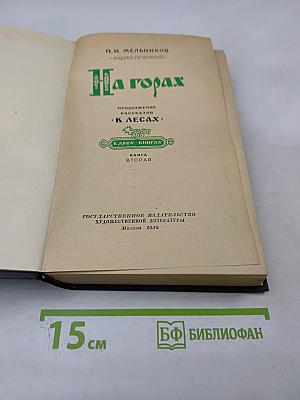 П. И. МЕЛЬНИКОВ
(АНДРЕЙ ПЕЧЕРСКИЙ)
На горах
ПРОДОЛЖЕНИЕ
РАССКАЗОВ
«В ЛЕСАХ»
В ДВУХ КНИГАХ
КНИГА
ВТОРАЯ
ГОСУДАРСТВЕННОЕ ИЗДАТЕЛЬСТВО
ХУДОЖЕСТВЕННОЙ ЛИТЕРАТУРЫ
Москва 1956
15 см
БФ БИБЛИОФАН